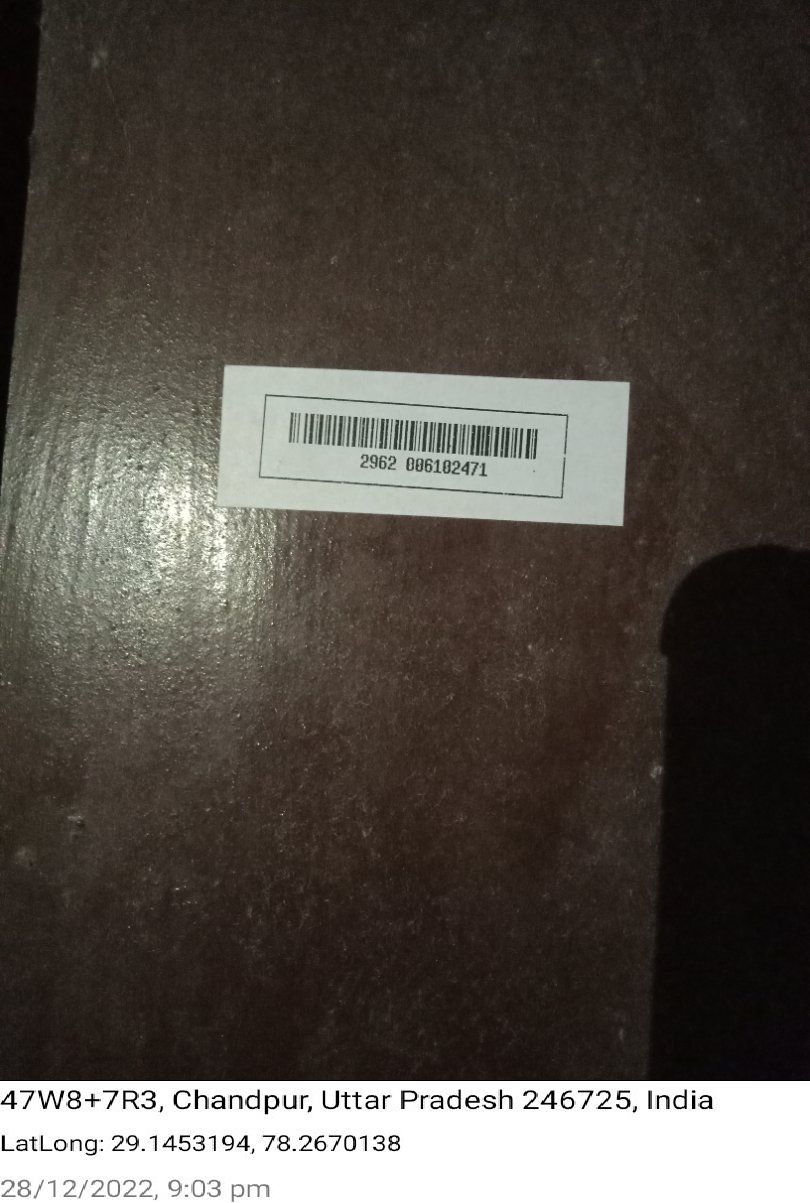 2962 006102471
47W8+7R3, Chandpur, Uttar Pradesh 246725, India
LatLong: 29.1453194, 78.2670138
28/12/2022, 9:03 pm